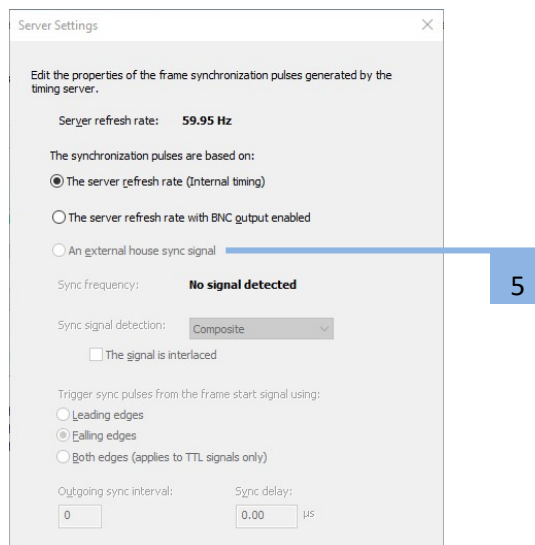 Server Settings
Edit the properties of the frame synchronization pulses generated by the
timing server.
Server refresh rate: 59.95 Hz
The synchronization pulses are based on:
The server refresh rate (Internal timing)
The server refresh rate with BNC output enabled
An external house sync signal
5
Sync frequency: No signal detected
Sync signal detection: Composite
The signal is interlaced
Trigger sync pulses from the frame start signal using:
Leading edges
Falling edges
Both edges (applies to TTL signals only)
Outgoing sync interval: Sync delay:
0 0.00 µs